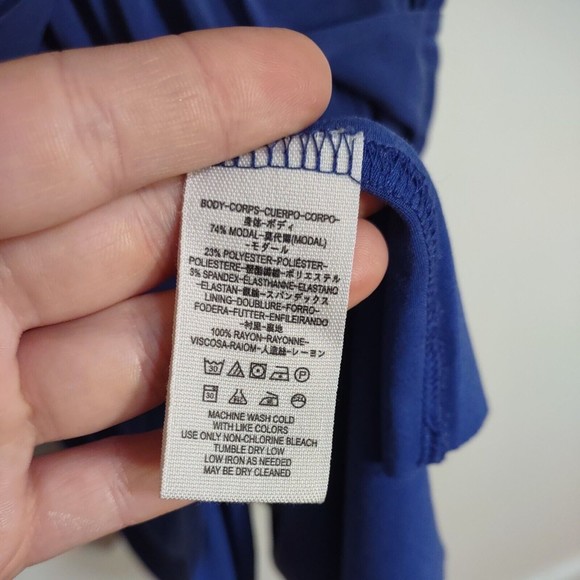 BODY-CORPS-CUERPO-CORPO-
身体-ボディ
74% MODAL-莫代爾(MODAL)
-モダール
23% POLYESTER-POLIÉSTER-
POLIESTERE-聚酯纖維-ポリエステル
3% SPANDEX-ÉLASTHANNE-ELASTANO
-ELASTAN-氨綸-スパンデックス
LINING-DOUBLURE-FORRO-
FODERA-FUTTER-ENFILEIRANDO
-衬里-裏地
100% RAYON-RAYONNE-
VISCOSA-RAIOM-人造絲-レーヨン
30 P
30
MACHINE WASH COLD
WITH LIKE COLORS
USE ONLY NON-CHLORINE BLEACH
TUMBLE DRY LOW
LOW IRON AS NEEDED
MAY BE DRY CLEANED